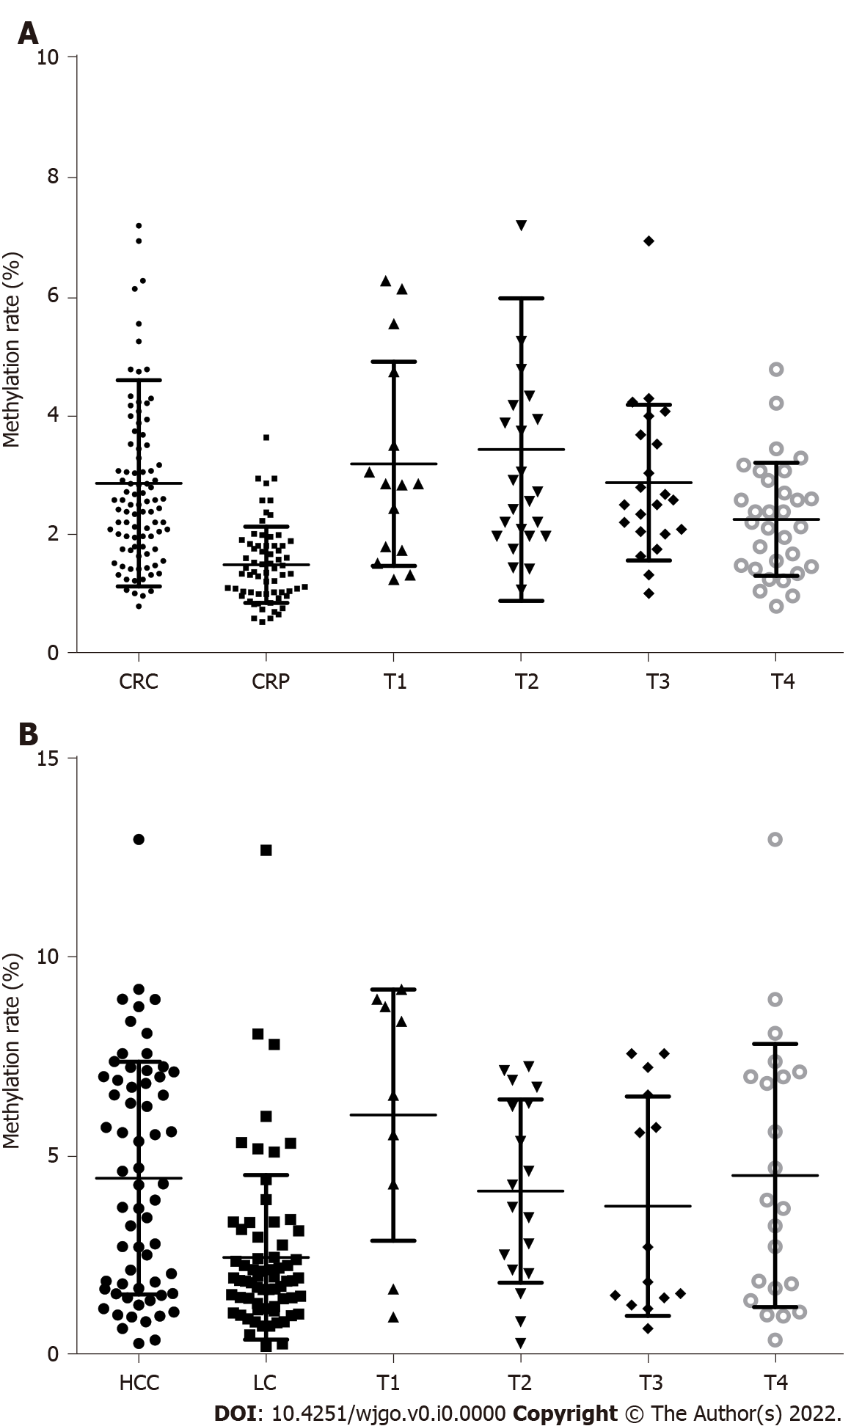 A
10
8
6
4
2
0
Methylation rate (%)
CRC CRP T1 T2 T3 T4
B
15
10
5
0
Methylation rate (%)
HCC LC T1 T2 T3 T4
DOI: 10.4251/wjgo.v0.i0.0000 Copyright © The Author(s) 2022.